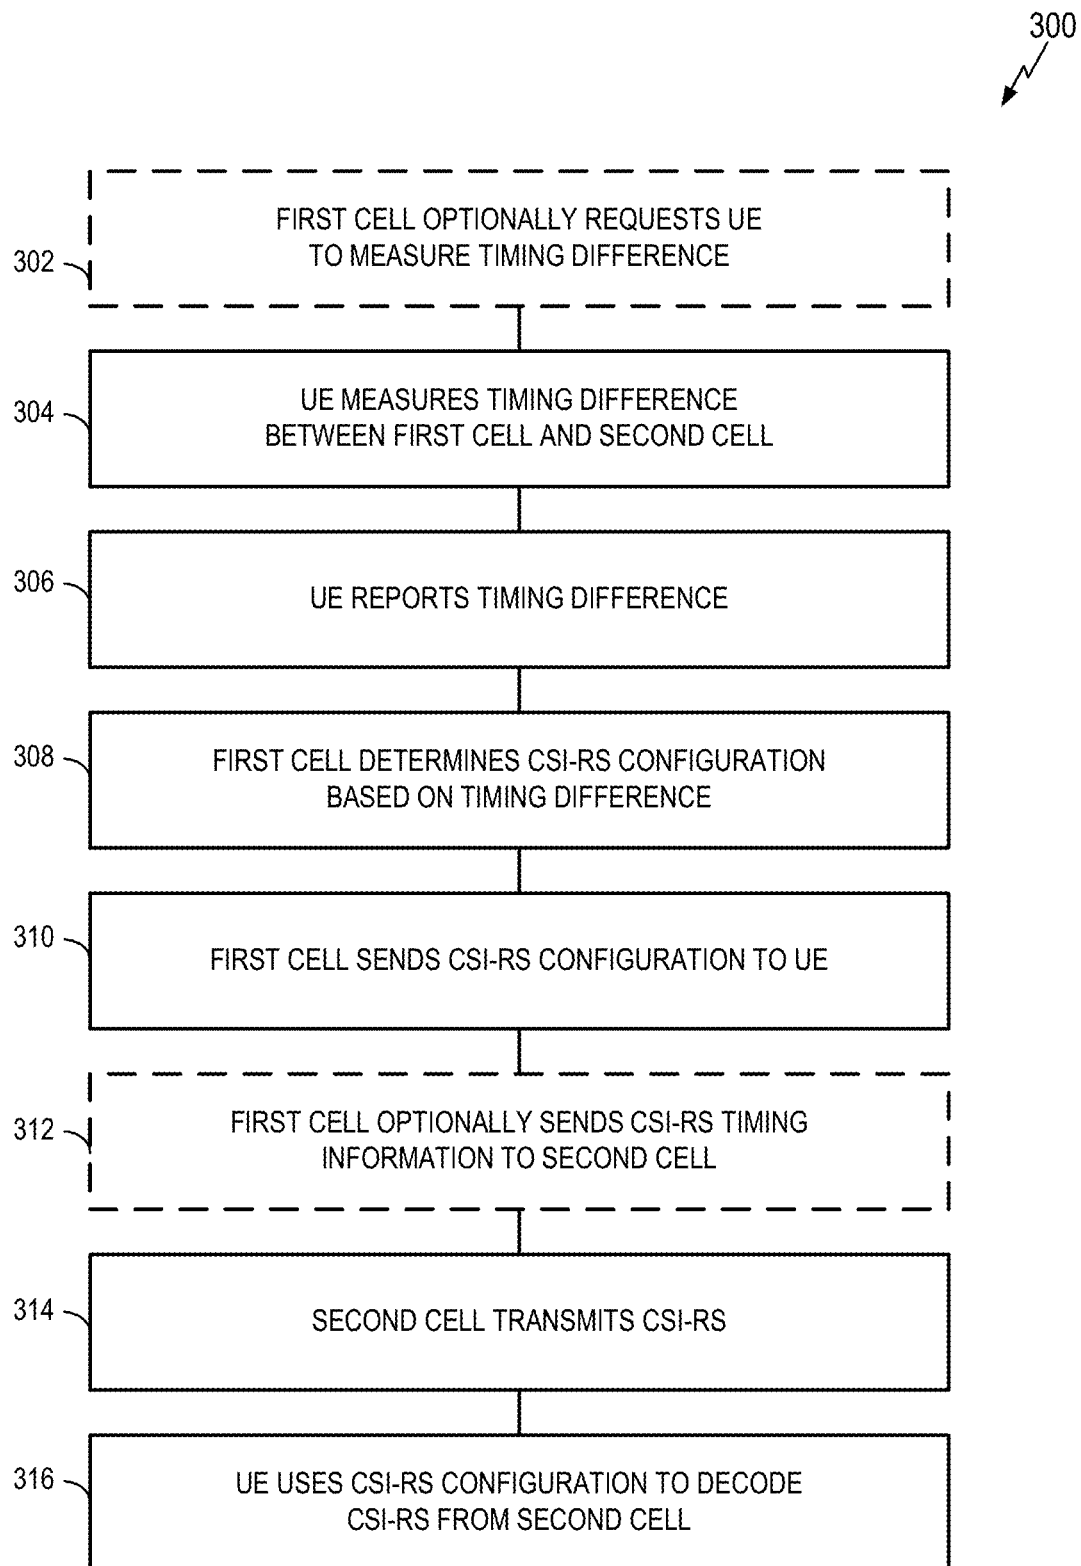 300
FIRST CELL OPTIONALLY REQUESTS UE
TO MEASURE TIMING DIFFERENCE
302
UE MEASURES TIMING DIFFERENCE
BETWEEN FIRST CELL AND SECOND CELL
304
UE REPORTS TIMING DIFFERENCE
306
FIRST CELL DETERMINES CSI-RS CONFIGURATION
BASED ON TIMING DIFFERENCE
308
FIRST CELL SENDS CSI-RS CONFIGURATION TO UE
310
FIRST CELL OPTIONALLY SENDS CSI-RS TIMING
INFORMATION TO SECOND CELL
312
SECOND CELL TRANSMITS CSI-RS
314
UE USES CSI-RS CONFIGURATION TO DECODE
CSI-RS FROM SECOND CELL
316